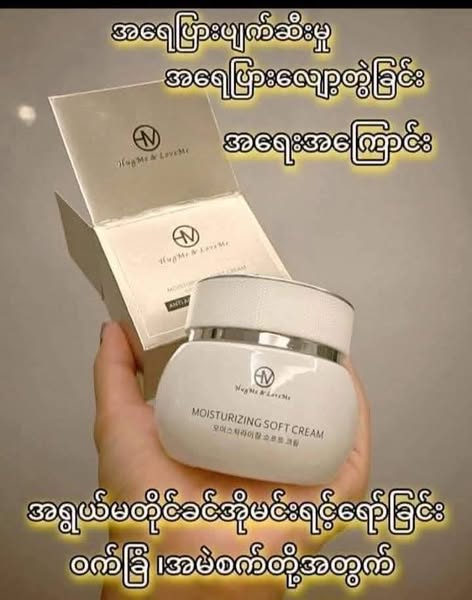 အရေပြားပျက်ဆီးမှု
အရေပြားလျော့တွဲခြင်း
အရေးအကြောင်း
HugMe & LoveMe
HugMe & LoveMe
MOISTURIZING SOFT CREAM
HugMe & LoveMe
MOISTURIZING SOFT CREAM
모이스처라이징 소프트 크림
အရွယ်မတိုင်ခင်အိုမင်းရင့်ရော်ခြင်း
ဝက်ခြံ ၊အမဲစက်တို့အတွက်